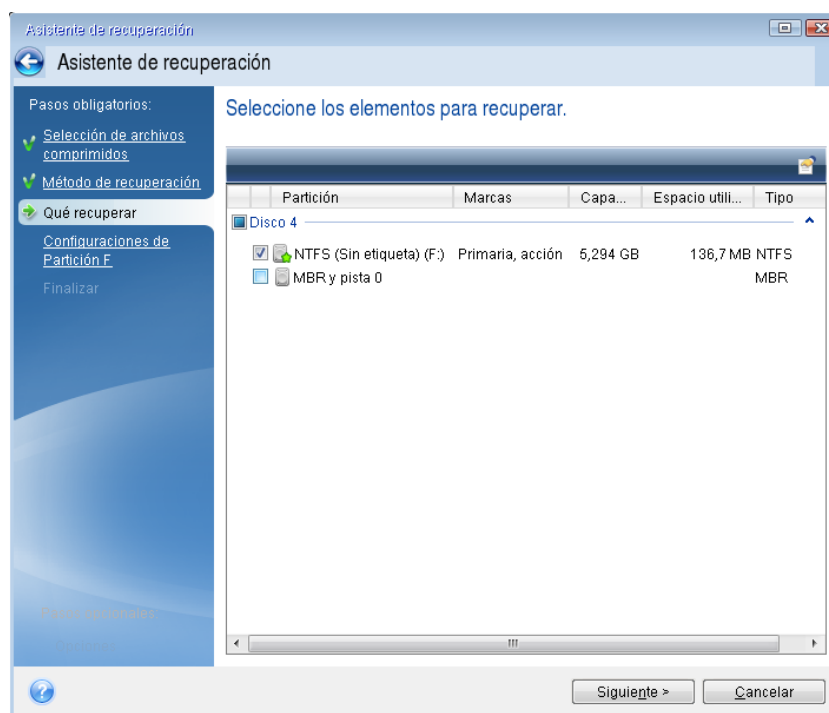 Asistente de recuperación
Asistente de recuperación
Pasos obligatorios:
Selección de archivos
comprimidos
Método de recuperación
Qué recuperar
Configuraciones de
Partición F
Finalizar
Seleccione los elementos para recuperar.
Partición Marcas Capa... Espacio utili... Tipo
Disco 4
NTFS (Sin etiqueta) (F:) Primaria, acción 5,294 GB 136,7 MB NTFS
MBR y pista 0 MBR
Siguiente > Cancelar